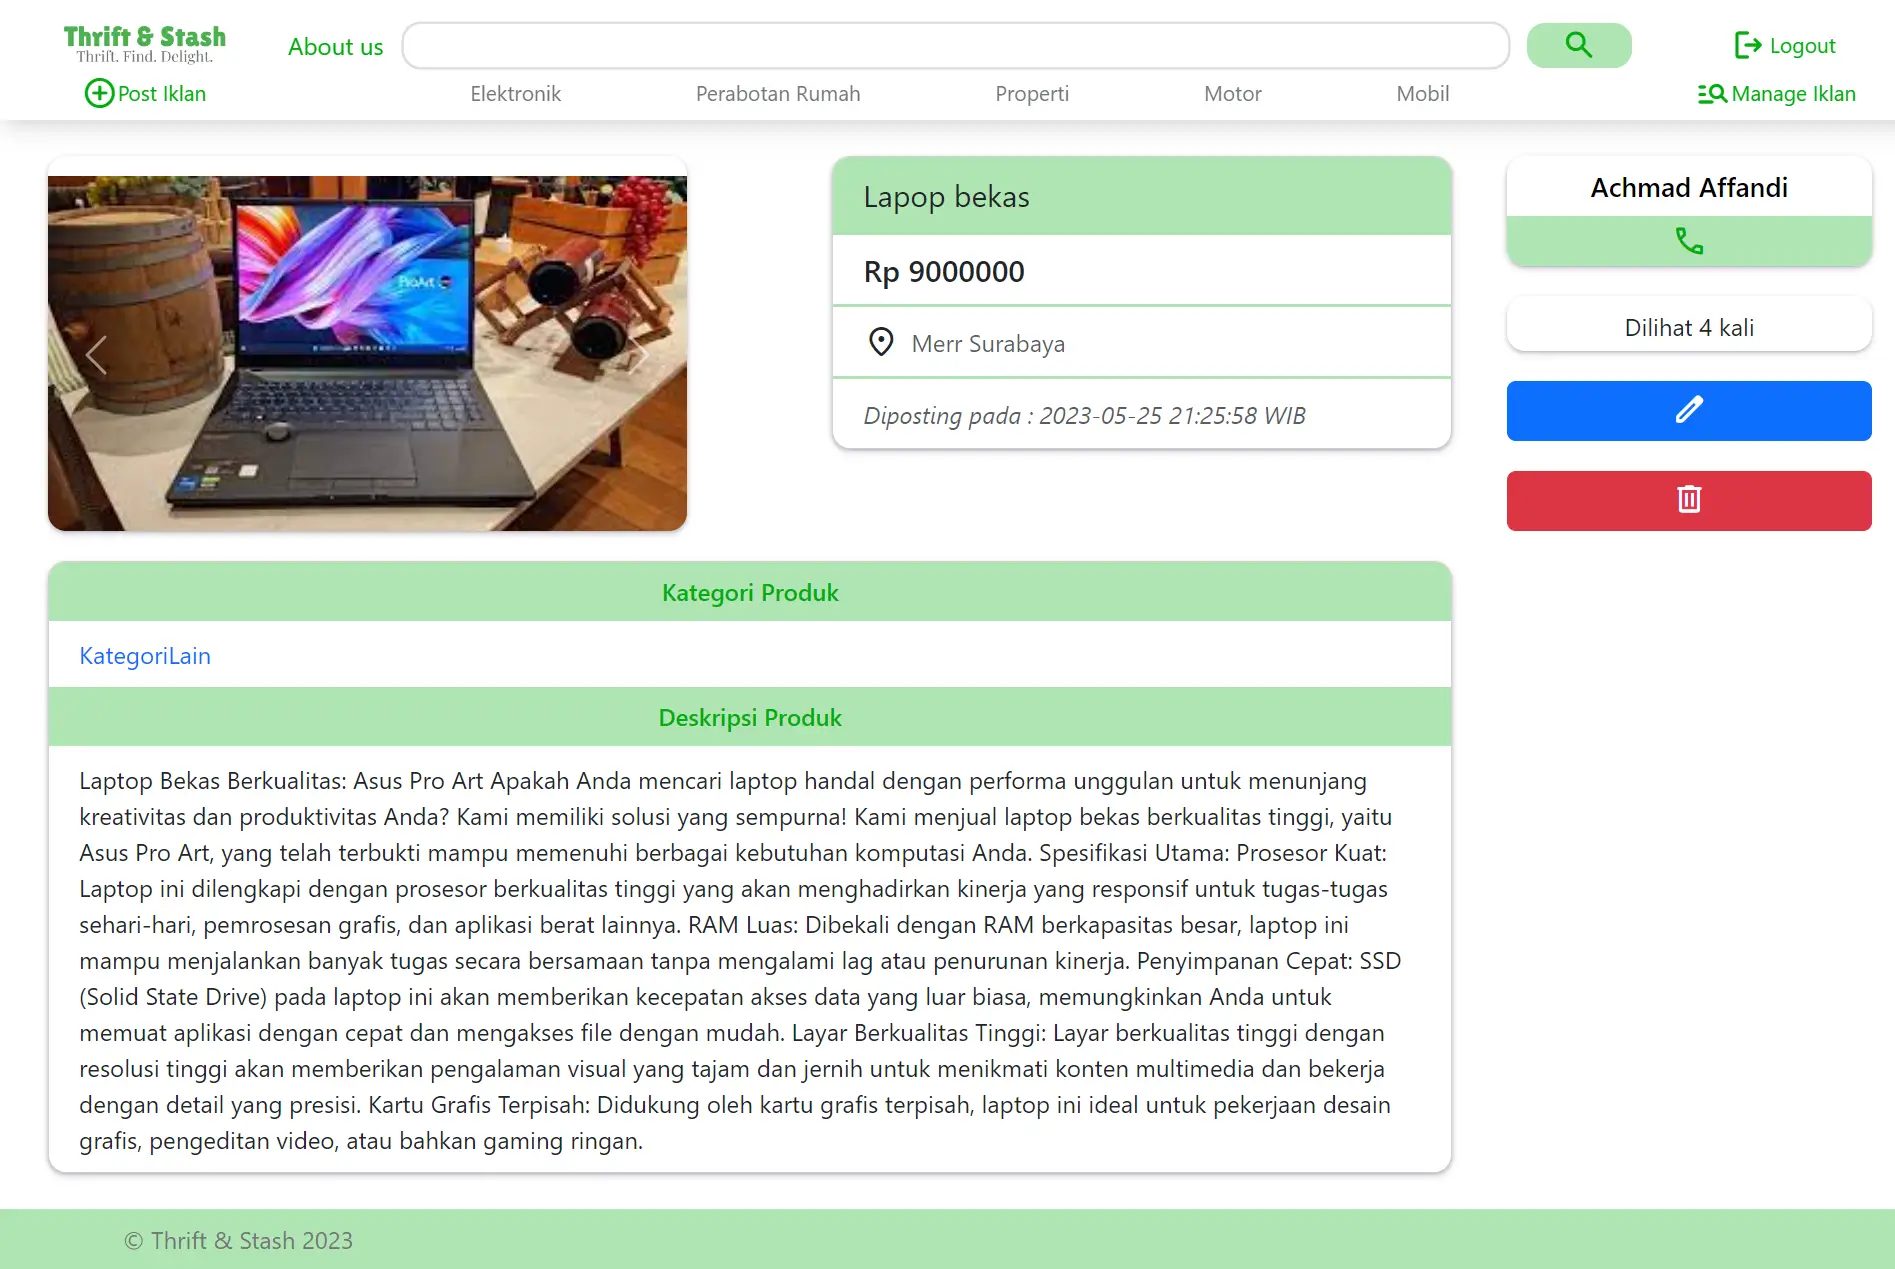 Thrift & Stash
Thrift. Find. Delight.
About us
Logout
Post Iklan
Elektronik
Perabotan Rumah
Properti
Motor
Mobil
Manage Iklan
ProArt
Lapop bekas
Rp 9000000
Merr Surabaya
Diposting pada : 2023-05-25 21:25:58 WIB
Achmad Affandi
Dilihat 4 kali
Kategori Produk
KategoriLain
Deskripsi Produk
Laptop Bekas Berkualitas: Asus Pro Art Apakah Anda mencari laptop handal dengan performa unggulan untuk menunjang
kreativitas dan produktivitas Anda? Kami memiliki solusi yang sempurna! Kami menjual laptop bekas berkualitas tinggi, yaitu
Asus Pro Art, yang telah terbukti mampu memenuhi berbagai kebutuhan komputasi Anda. Spesifikasi Utama: Prosesor Kuat:
Laptop ini dilengkapi dengan prosesor berkualitas tinggi yang akan menghadirkan kinerja yang responsif untuk tugas-tugas
sehari-hari, pemrosesan grafis, dan aplikasi berat lainnya. RAM Luas: Dibekali dengan RAM berkapasitas besar, laptop ini
mampu menjalankan banyak tugas secara bersamaan tanpa mengalami lag atau penurunan kinerja. Penyimpanan Cepat: SSD
(Solid State Drive) pada laptop ini akan memberikan kecepatan akses data yang luar biasa, memungkinkan Anda untuk
memuat aplikasi dengan cepat dan mengakses file dengan mudah. Layar Berkualitas Tinggi: Layar berkualitas tinggi dengan
resolusi tinggi akan memberikan pengalaman visual yang tajam dan jernih untuk menikmati konten multimedia dan bekerja
dengan detail yang presisi. Kartu Grafis Terpisah: Didukung oleh kartu grafis terpisah, laptop ini ideal untuk pekerjaan desain
grafis, pengeditan video, atau bahkan gaming ringan.
© Thrift & Stash 2023